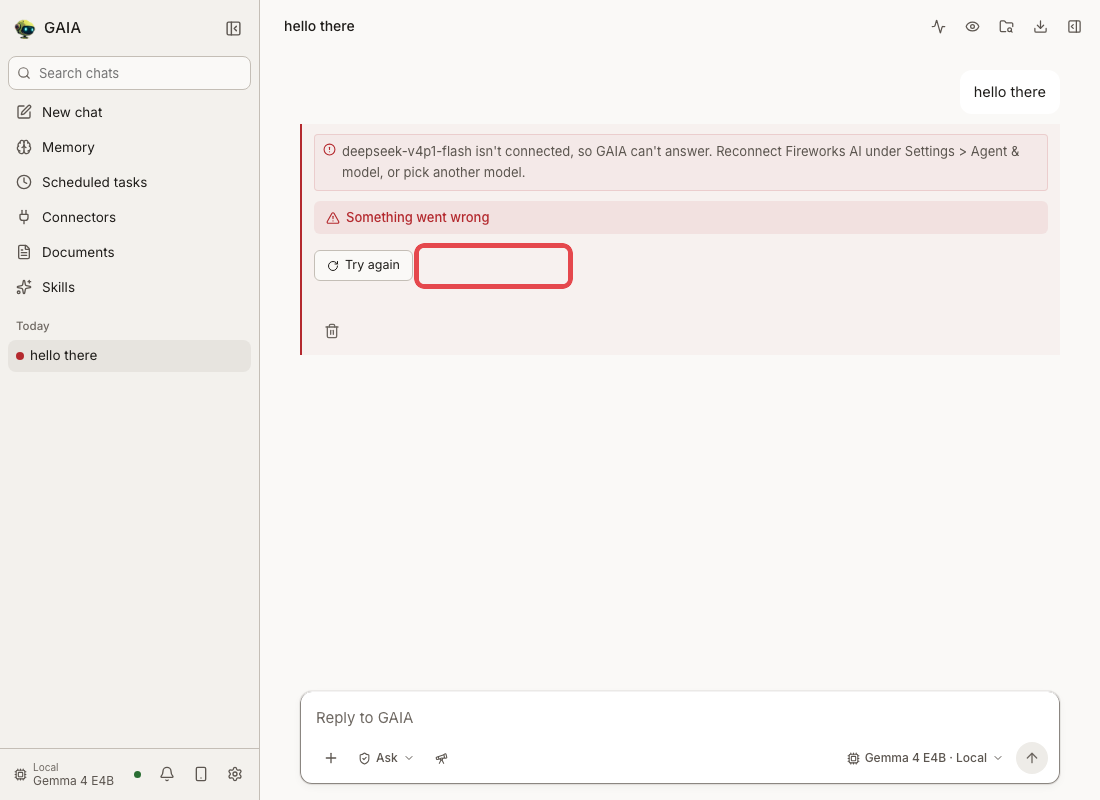 GAIA
Search chats
New chat
Memory
Scheduled tasks
Connectors
Documents
Skills
Today
hello there
Local
Gemma 4 E4B
hello there
hello there
deepseek-v4p1-flash isn't connected, so GAIA can't answer. Reconnect Fireworks AI under Settings > Agent &
model, or pick another model.
Something went wrong
Try again
Reply to GAIA
Ask
Gemma 4 E4B · Local